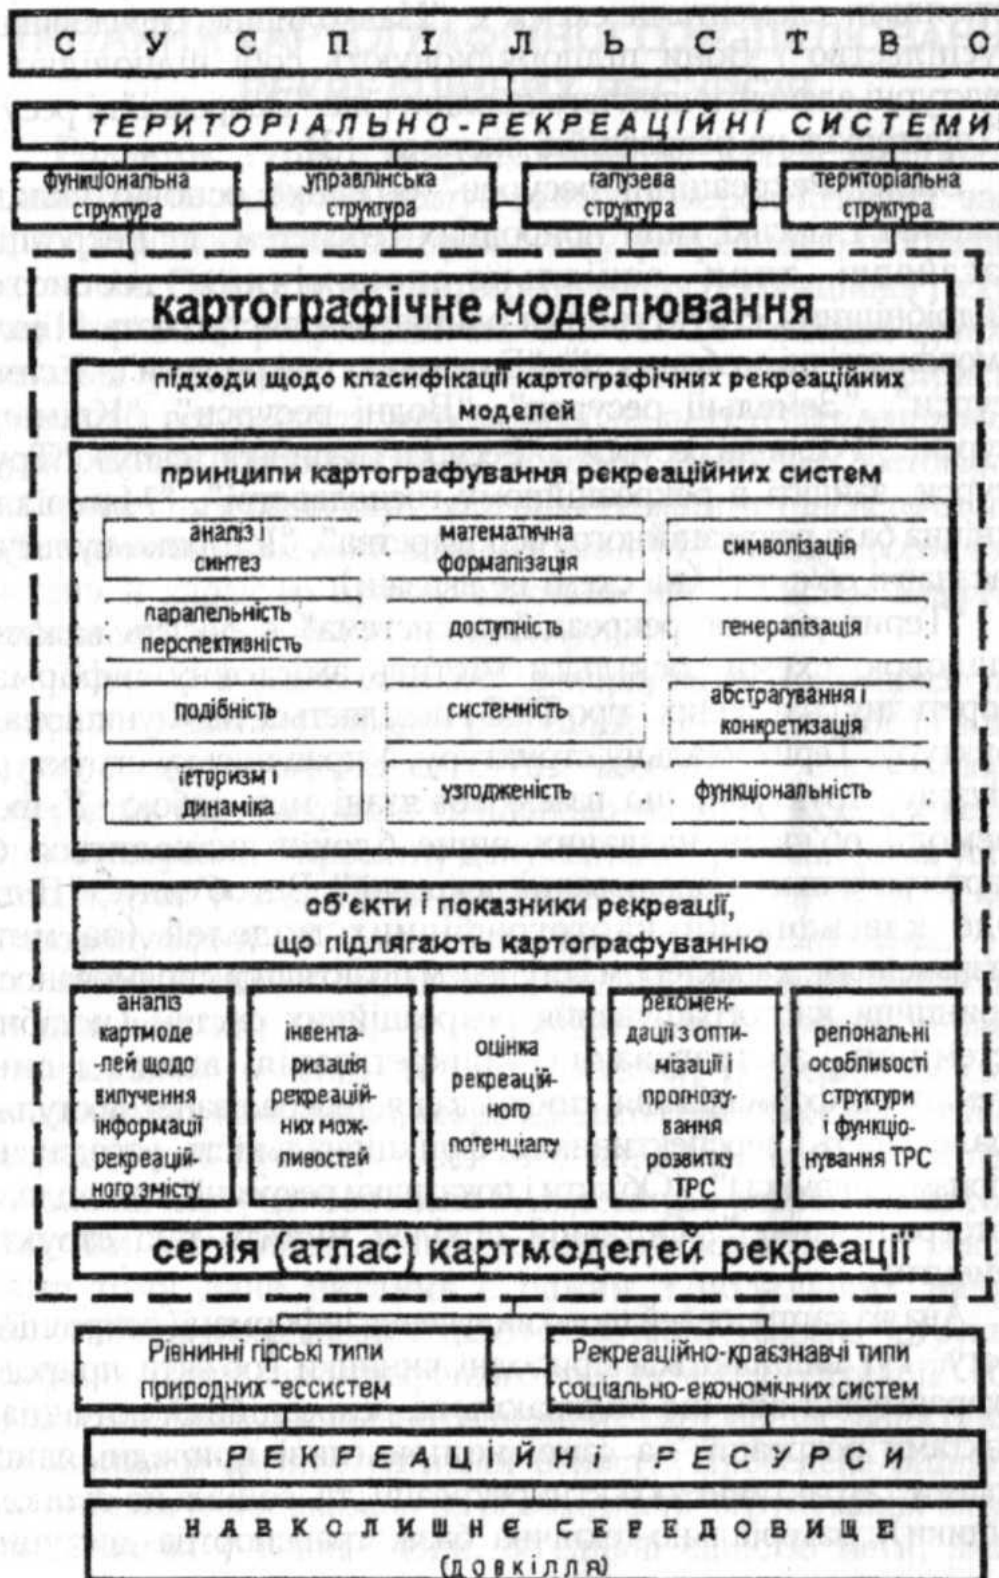 СУСПІЛЬСТВО
ТЕРИТОРІАЛЬНО-РЕКРЕАЦІЙНІ СИСТЕМИ
функціональна
структура
управлінська
структура
галузева
структура
територіальна
структура
картографічне моделювання
підходи щодо класифікації картографічних рекреаційних
моделей
принципи картографування рекреаційних систем
аналіз і
синтез
математична
формалізація
символізація
паралельність
перспективність
доступність
генералізація
подібність
системність
абстрагування і
конкретизація
історизм і
динаміка
узгодженість
функціональність
об'єкти і показники рекреації,
що підлягають картографуванню
аналіз
картмоде
-лей щодо
вилучення
інформації
рекреацій-
ного змісту
інвента-
ризація
рекреацій-
них мож-
ливостей
оцінка
рекреацій-
ного
потенціалу
рекомен-
дації з опти-
мізації і
прогнозу-
вання
розвитку
ТРС
регіональні
особливості
структури
і функціо-
нування ТРС
серія (атлас) картмоделей рекреації
Рівнинні гірські типи
природних
Рекреаційно-краєзнавчі типи
соціально-економічних систем
РЕКРЕАЦІЙНІ РЕСУРСИ
НАВКОЛИШНЄ СЕРЕДОВИЩЕ
(довкілля)